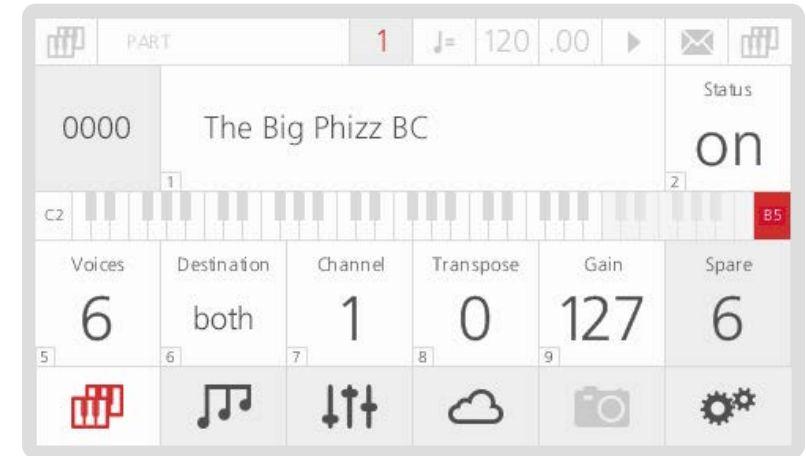 PART 1 ♩= 120 .00
Status
0000 The Big Phizz BC on
1 2
C2 B5
Voices Destination Channel Transpose Gain Spare
6 both 1 0 127 6
5 6 7 8 9